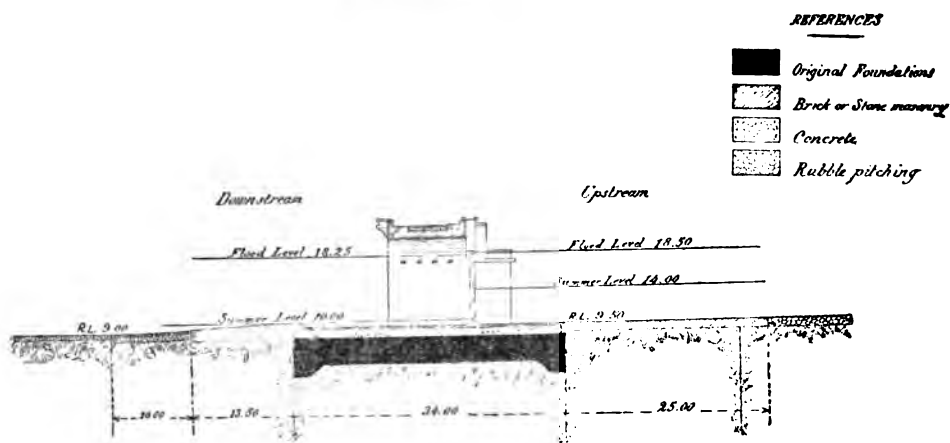 REFERENCES
Original Foundations
Brick or Stone masonry
Concrete
Rubble pitching
Downstream
Upstream
Flood Level 18.25
Flood Level 18.50
Summer Level 14.00
Summer Level 10.00
R.L. 9.00
R.L. 9.50
10.00
13.50
34.00
25.00